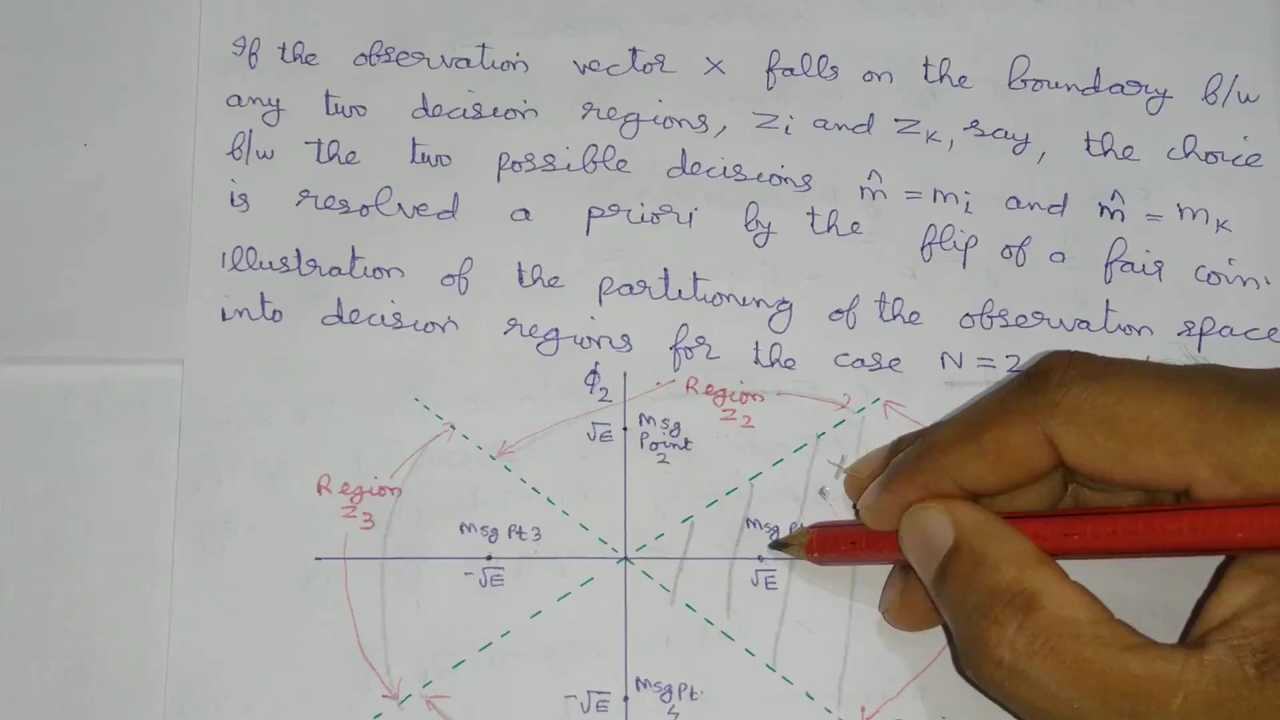 If the observation vector x falls on the boundary b/w
any two decision regions, Zi and ZK, say, the choice
b/w the two possible decisions m̂ = mi and m̂ = mK
is resolved a priori by the flip of a fair coin.
illustration of the partitioning of the observation space
into decision regions for the case N = 2
ϕ2
Region
Z2
√E
Msg
Point
2
Region
Z3
x
Msg Pt 3
Msg Pt
-√E
√E
-√E
Msg Pt.
4